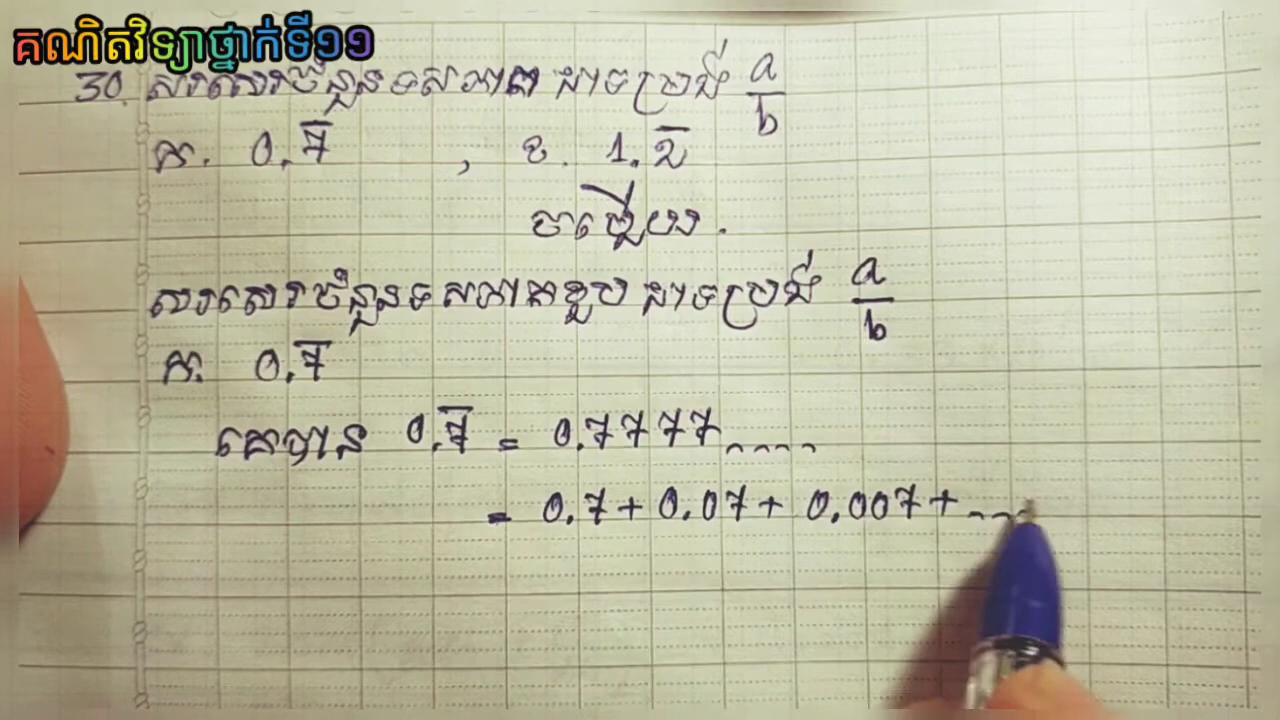 គណិតវិទ្យាថ្នាក់ទី១១
30. សរសេរចំនួនទសភាគ ជាទម្រង់ a/b
ក. 0.7̅ , ខ. 1.2̅
ចម្លើយ.
សរសេរចំនួនទសភាគខួប ជាទម្រង់ a/b
ក. 0.7̅
គេបាន 0.7̅ = 0.7777....
= 0.7 + 0.07 + 0.007 + ...